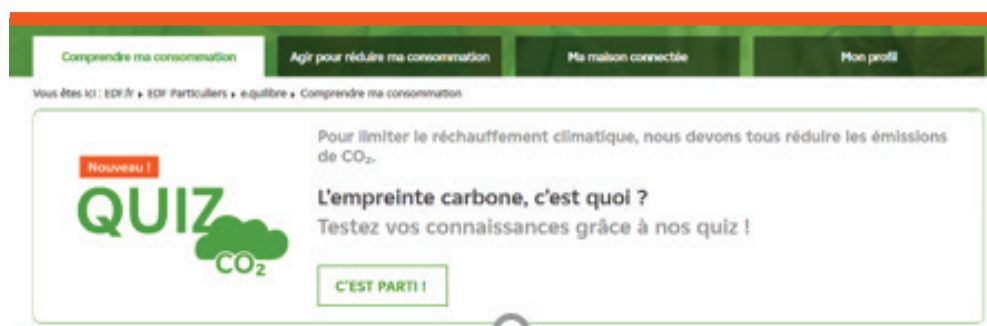 Comprendre ma consommation
Agir pour réduire ma consommation
Ma maison connectée
Mon profil
Vous êtes ici : EDF.fr ▸ EDF Particuliers ▸ e.quilibre ▸ Comprendre ma consommation
Nouveau !
QUIZ
CO₂
Pour limiter le réchauffement climatique, nous devons tous réduire les émissions
de CO₂.
L'empreinte carbone, c'est quoi ?
Testez vos connaissances grâce à nos quiz !
C'EST PARTI !